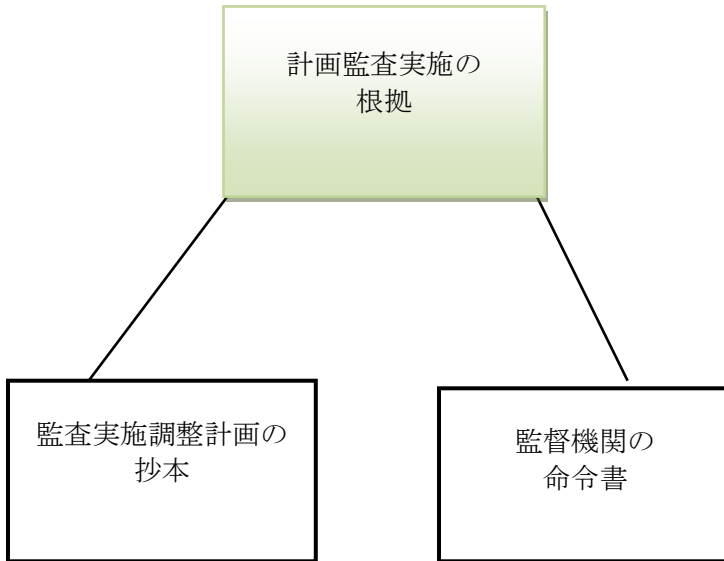 計画監査実施の
根拠
監査実施調整計画の
抄本
監督機関の
命令書